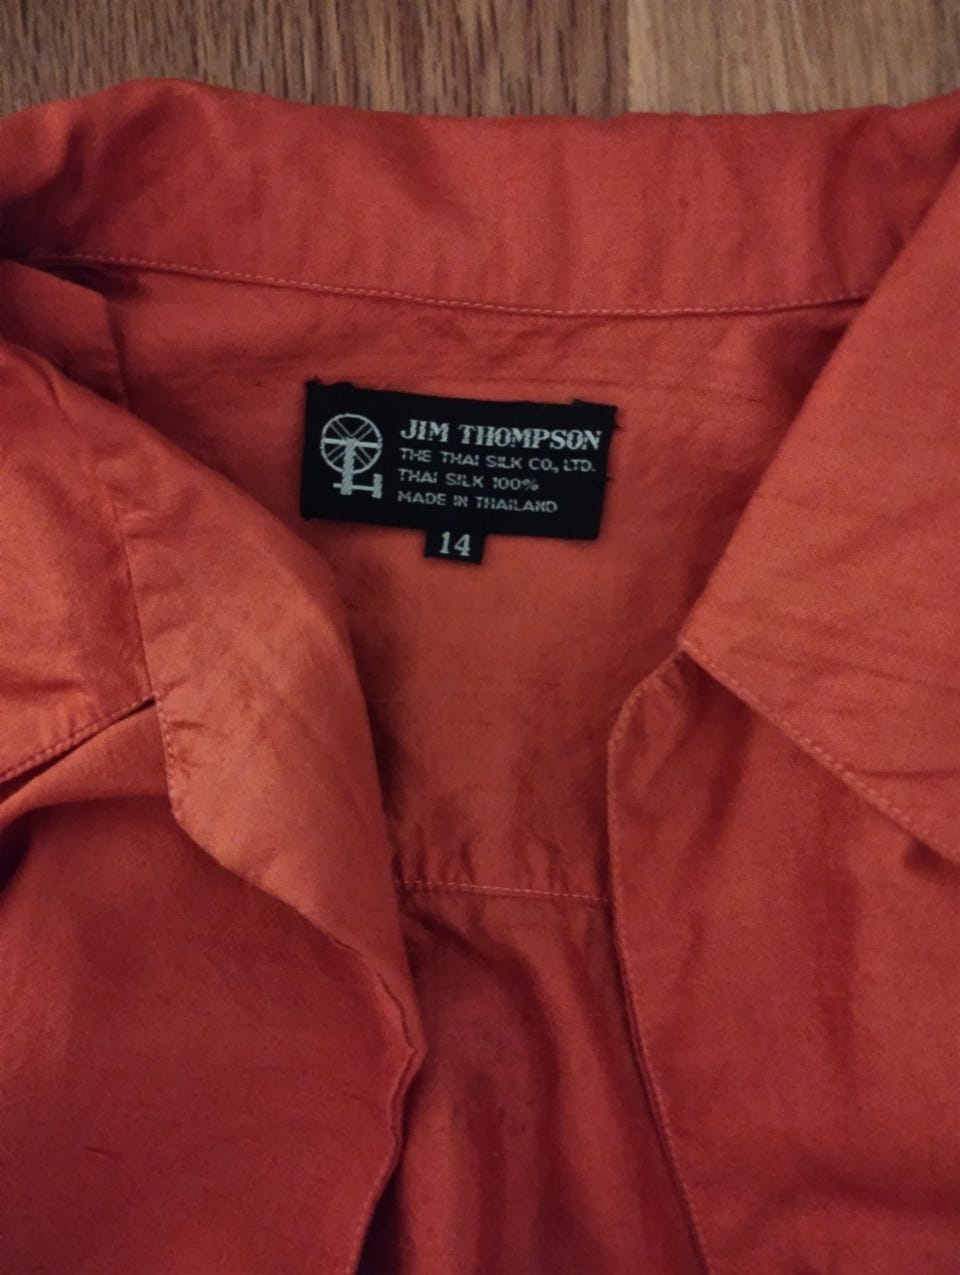 JIM THOMPSON
THE THAI SILK CO., LTD.
THAI SILK 100%
MADE IN THAILAND
14